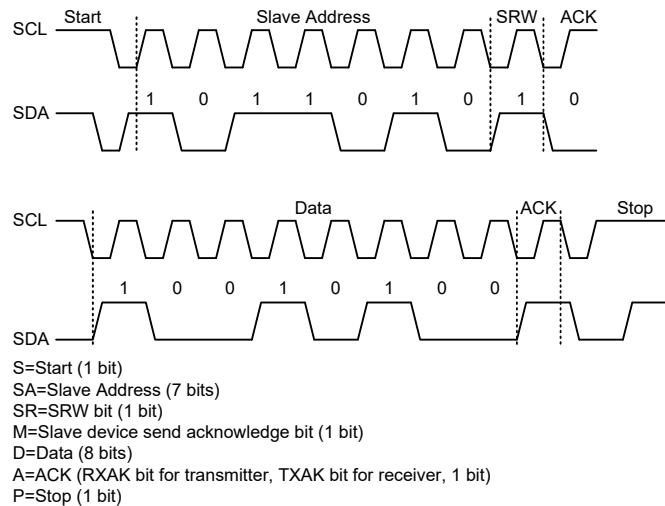 Start Slave Address SRW ACK
SCL
1 0 1 1 0 1 0 1 0
SDA
Data ACK Stop
SCL
1 0 0 1 0 1 0 0
SDA
S=Start (1 bit)
SA=Slave Address (7 bits)
SR=SRW bit (1 bit)
M=Slave device send acknowledge bit (1 bit)
D=Data (8 bits)
A=ACK (RXAK bit for transmitter, TXAK bit for receiver, 1 bit)
P=Stop (1 bit)